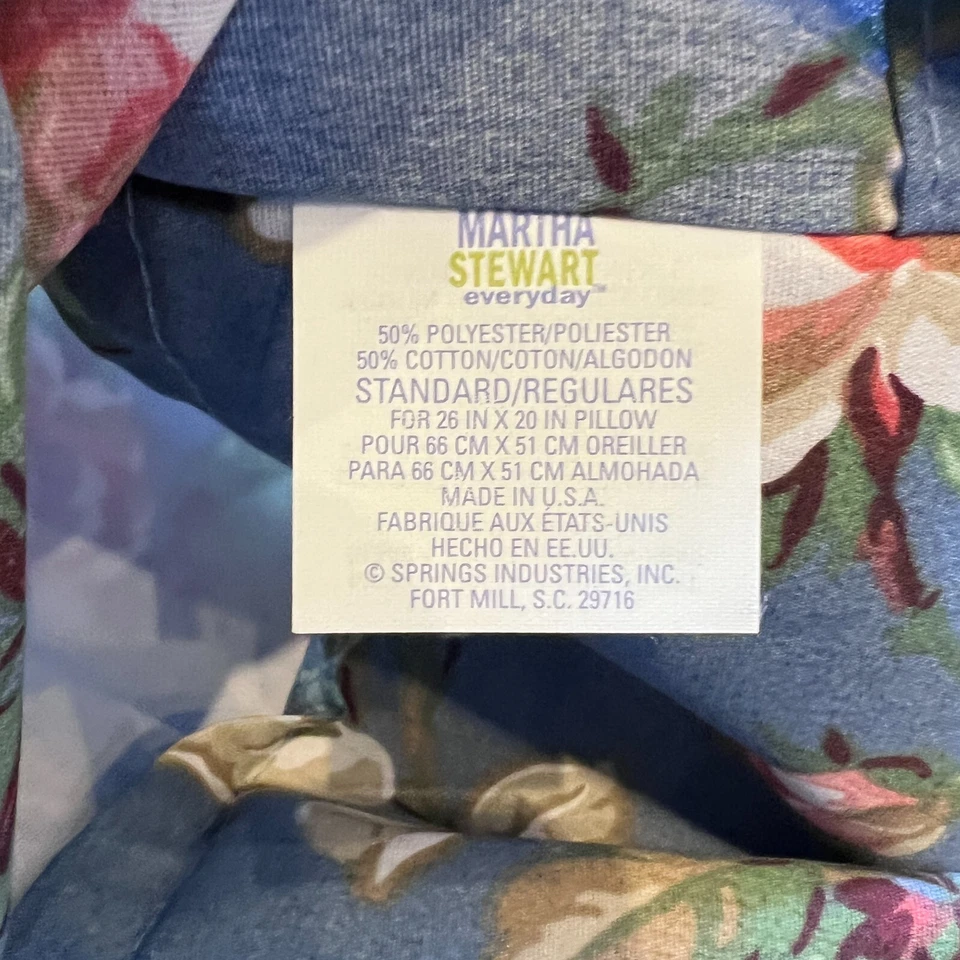 MARTHA
STEWART
everyday™
50% POLYESTER/POLIESTER
50% COTTON/COTON/ALGODON
STANDARD/REGULARES
FOR 26 IN X 20 IN PILLOW
POUR 66 CM X 51 CM OREILLER
PARA 66 CM X 51 CM ALMOHADA
MADE IN U.S.A.
FABRIQUE AUX ÉTATS-UNIS
HECHO EN EE.UU.
© SPRINGS INDUSTRIES, INC.
FORT MILL, S.C. 29716